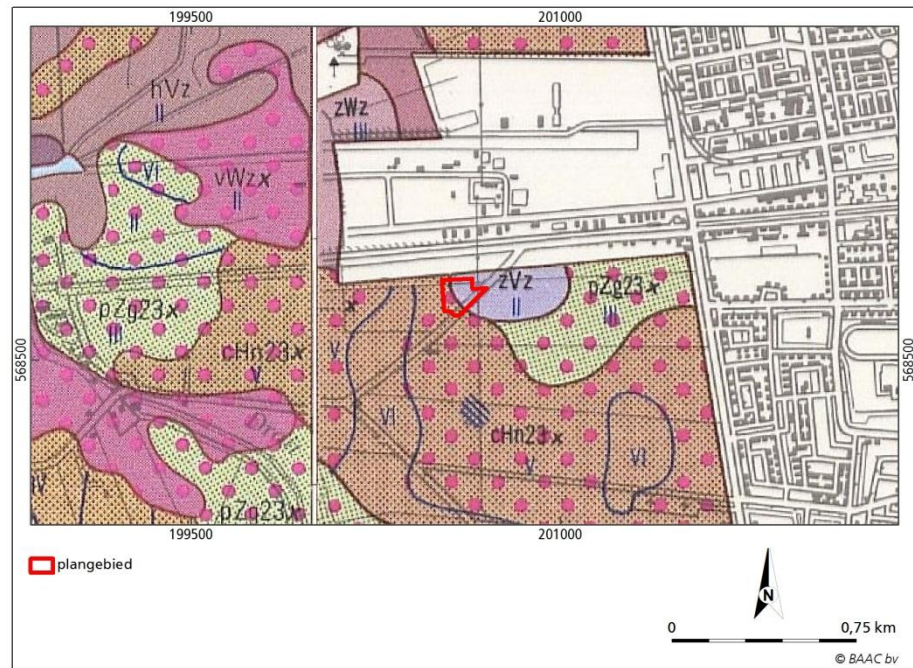 199500 201000
hVz
II
zWz
III
VI
vWzx
II
II
zVz
II
pZg23x
III
pZg23x
III
568500
568500
cHn23x
V
x
V
VI
cHn23x
V
VI
IV
pZg23x
199500 201000
plangebied
N
0 0,75 km
© BAAC bv